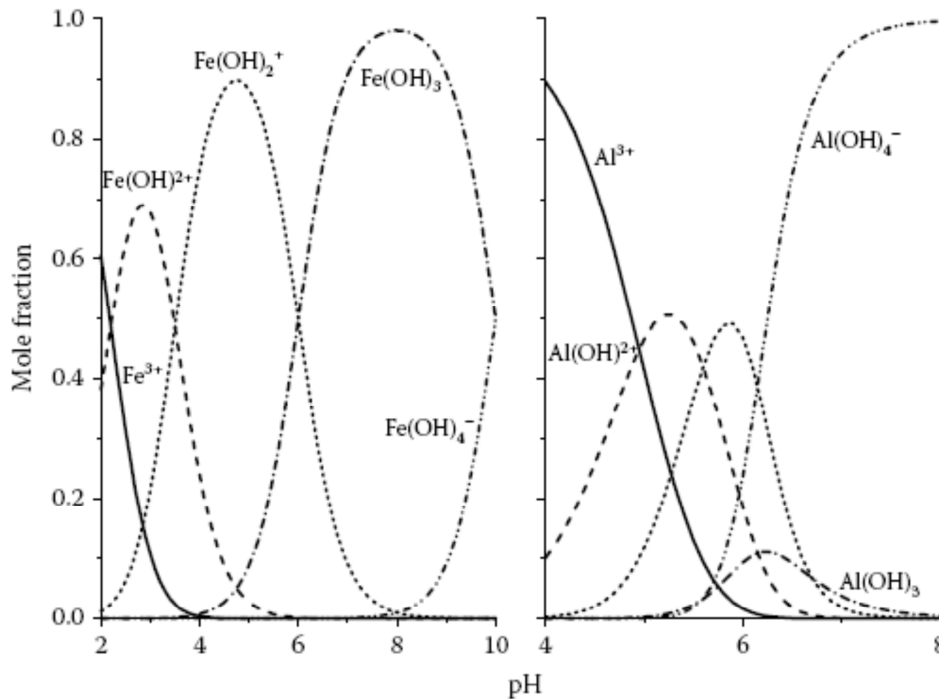 Mole fraction
1.0
0.8
0.6
0.4
0.2
0.0
Fe(OH)₂⁺
Fe(OH)₃
Fe(OH)²⁺
Fe³⁺
Fe(OH)₄⁻
2 4 6 8 10
Al³⁺
Al(OH)₄⁻
Al(OH)²⁺
Al(OH)₃
4 6 8
pH